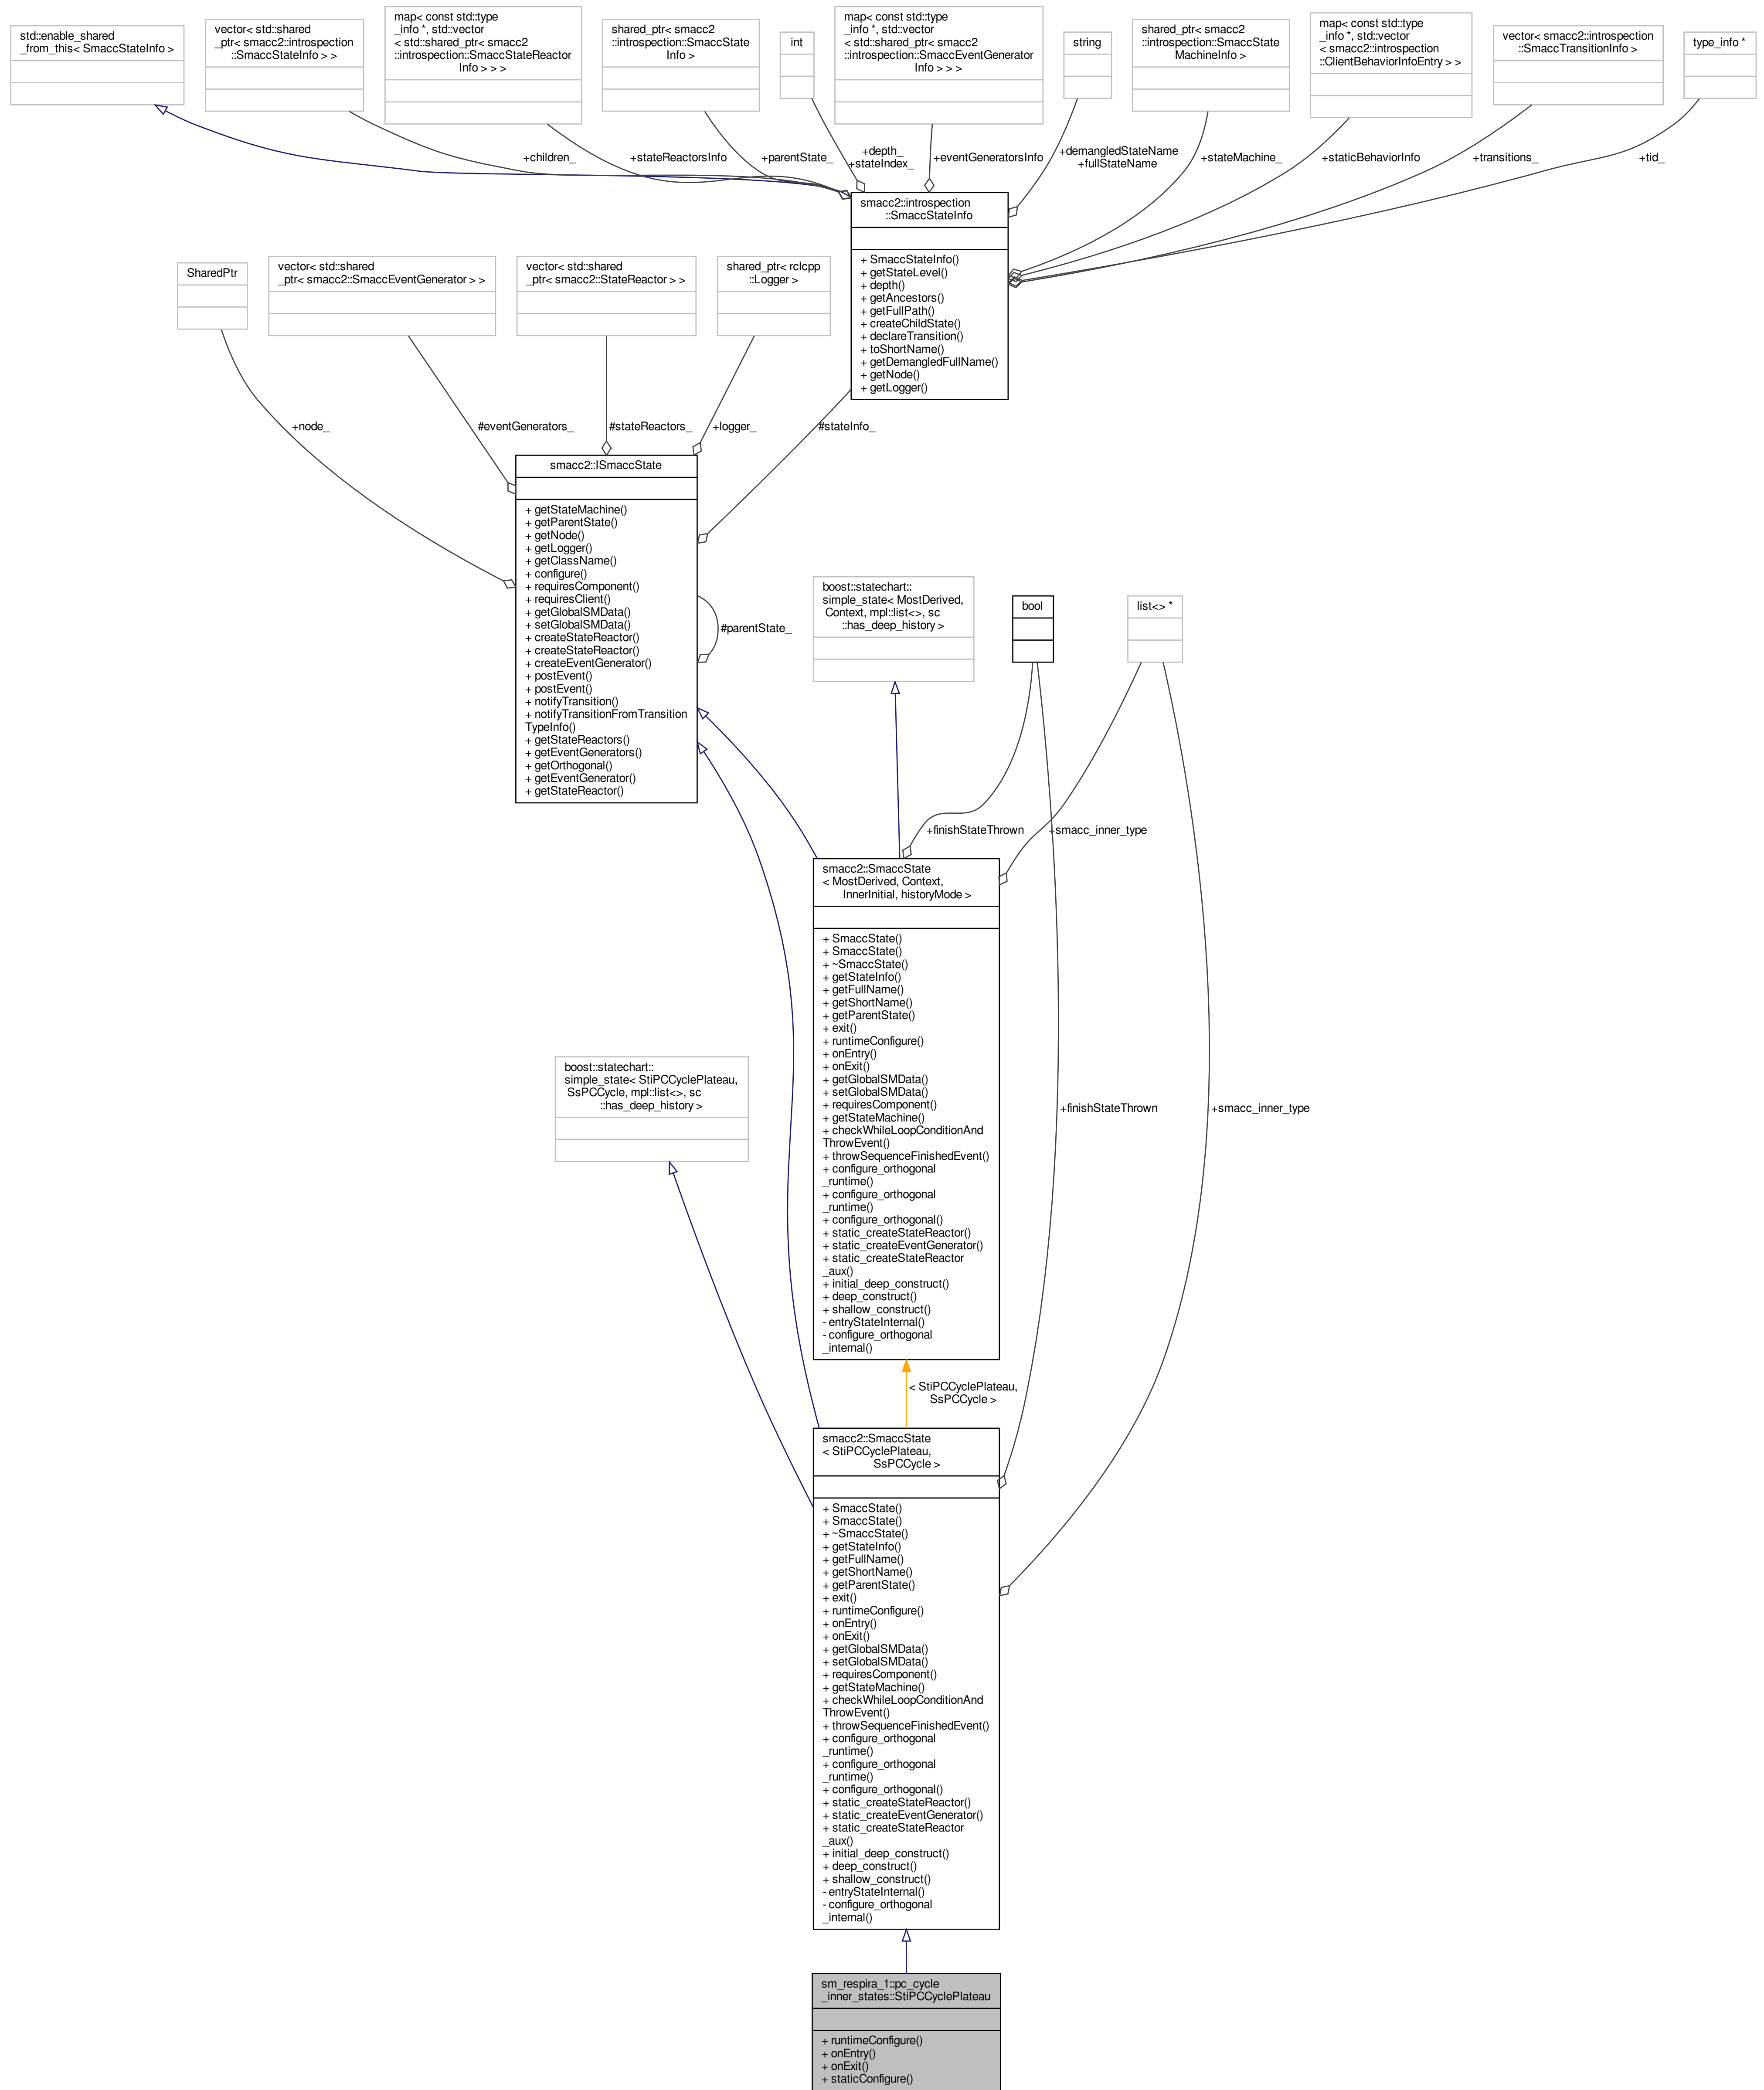 std::enable_shared
_from_this< SmaccStateInfo >
vector< std::shared
_ptr< smacc2::introspection
::SmaccStateInfo > >
map< const std::type
_info *, std::vector
< std::shared_ptr< smacc2
::introspection::SmaccStateReactor
Info > > >
shared_ptr< smacc2
::introspection::SmaccState
Info >
int
map< const std::type
_info *, std::vector
< std::shared_ptr< smacc2
::introspection::SmaccEventGenerator
Info > > >
string
shared_ptr< smacc2
::introspection::SmaccState
MachineInfo >
map< const std::type
_info *, std::vector
< smacc2::introspection
::ClientBehaviorInfoEntry > >
vector< smacc2::introspection
::SmaccTransitionInfo >
type_info *
+children_
+stateReactorsInfo
+parentState_
+depth_
+stateIndex_
+eventGeneratorsInfo
+demangledStateName
+fullStateName
+stateMachine_
+staticBehaviorInfo
+transitions_
+tid_
smacc2::introspection
::SmaccStateInfo
+ SmaccStateInfo()
+ getStateLevel()
+ depth()
+ getAncestors()
+ getFullPath()
+ createChildState()
+ declareTransition()
+ toShortName()
+ getDemangledFullName()
+ getNode()
+ getLogger()
SharedPtr
vector< std::shared
_ptr< smacc2::SmaccEventGenerator > >
vector< std::shared
_ptr< smacc2::StateReactor > >
shared_ptr< rclcpp
::Logger >
+node_
#eventGenerators_
#stateReactors_
+logger_
#stateInfo_
smacc2::ISmaccState
+ getStateMachine()
+ getParentState()
+ getNode()
+ getLogger()
+ getClassName()
+ configure()
+ requiresComponent()
+ requiresClient()
+ getGlobalSMData()
+ setGlobalSMData()
+ createStateReactor()
+ createStateReactor()
+ createEventGenerator()
+ postEvent()
+ postEvent()
+ notifyTransition()
+ notifyTransitionFromTransition
TypeInfo()
+ getStateReactors()
+ getEventGenerators()
+ getOrthogonal()
+ getEventGenerator()
+ getStateReactor()
#parentState_
boost::statechart::
simple_state< MostDerived,
Context, mpl::list<>, sc
::has_deep_history >
bool
list<> *
+finishStateThrown
+smacc_inner_type
smacc2::SmaccState
< MostDerived, Context,
InnerInitial, historyMode >
+ SmaccState()
+ SmaccState()
+ ~SmaccState()
+ getStateInfo()
+ getFullName()
+ getShortName()
+ getParentState()
+ exit()
+ runtimeConfigure()
+ onEntry()
+ onExit()
+ getGlobalSMData()
+ setGlobalSMData()
+ requiresComponent()
+ getStateMachine()
+ checkWhileLoopConditionAnd
ThrowEvent()
+ throwSequenceFinishedEvent()
+ configure_orthogonal
_runtime()
+ configure_orthogonal
_runtime()
+ configure_orthogonal()
+ static_createStateReactor()
+ static_createEventGenerator()
+ static_createStateReactor
_aux()
+ initial_deep_construct()
+ deep_construct()
+ shallow_construct()
- entryStateInternal()
- configure_orthogonal
_internal()
boost::statechart::
simple_state< StiPCCyclePlateau,
SsPCCycle, mpl::list<>, sc
::has_deep_history >
+finishStateThrown
+smacc_inner_type
< StiPCCyclePlateau,
SsPCCycle >
smacc2::SmaccState
< StiPCCyclePlateau,
SsPCCycle >
+ SmaccState()
+ SmaccState()
+ ~SmaccState()
+ getStateInfo()
+ getFullName()
+ getShortName()
+ getParentState()
+ exit()
+ runtimeConfigure()
+ onEntry()
+ onExit()
+ getGlobalSMData()
+ setGlobalSMData()
+ requiresComponent()
+ getStateMachine()
+ checkWhileLoopConditionAnd
ThrowEvent()
+ throwSequenceFinishedEvent()
+ configure_orthogonal
_runtime()
+ configure_orthogonal
_runtime()
+ configure_orthogonal()
+ static_createStateReactor()
+ static_createEventGenerator()
+ static_createStateReactor
_aux()
+ initial_deep_construct()
+ deep_construct()
+ shallow_construct()
- entryStateInternal()
- configure_orthogonal
_internal()
sm_respira_1::pc_cycle
_inner_states::StiPCCyclePlateau
+ runtimeConfigure()
+ onEntry()
+ onExit()
+ staticConfigure()